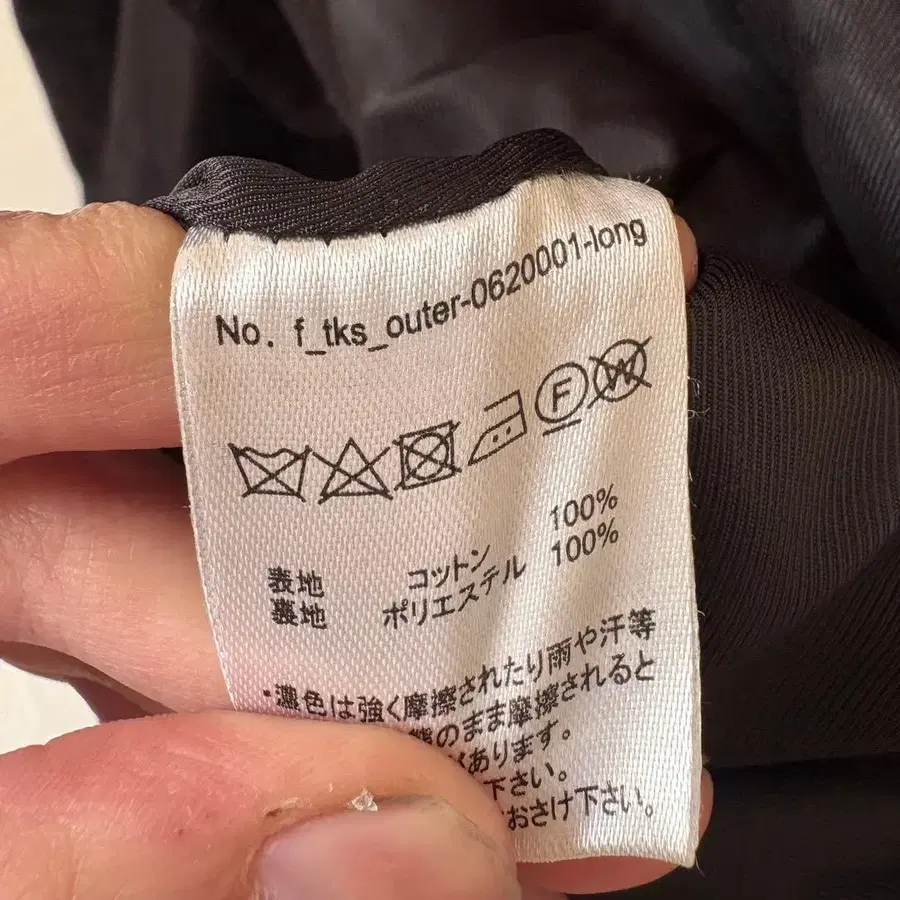 No. f_tks_outer-0620001-long
F W
表地 コットン 100%
裏地 ポリエステル 100%
・濃色は強く摩擦されたり雨や汗等
のまま摩擦されると
あります。
下さい。
おさけ下さい。